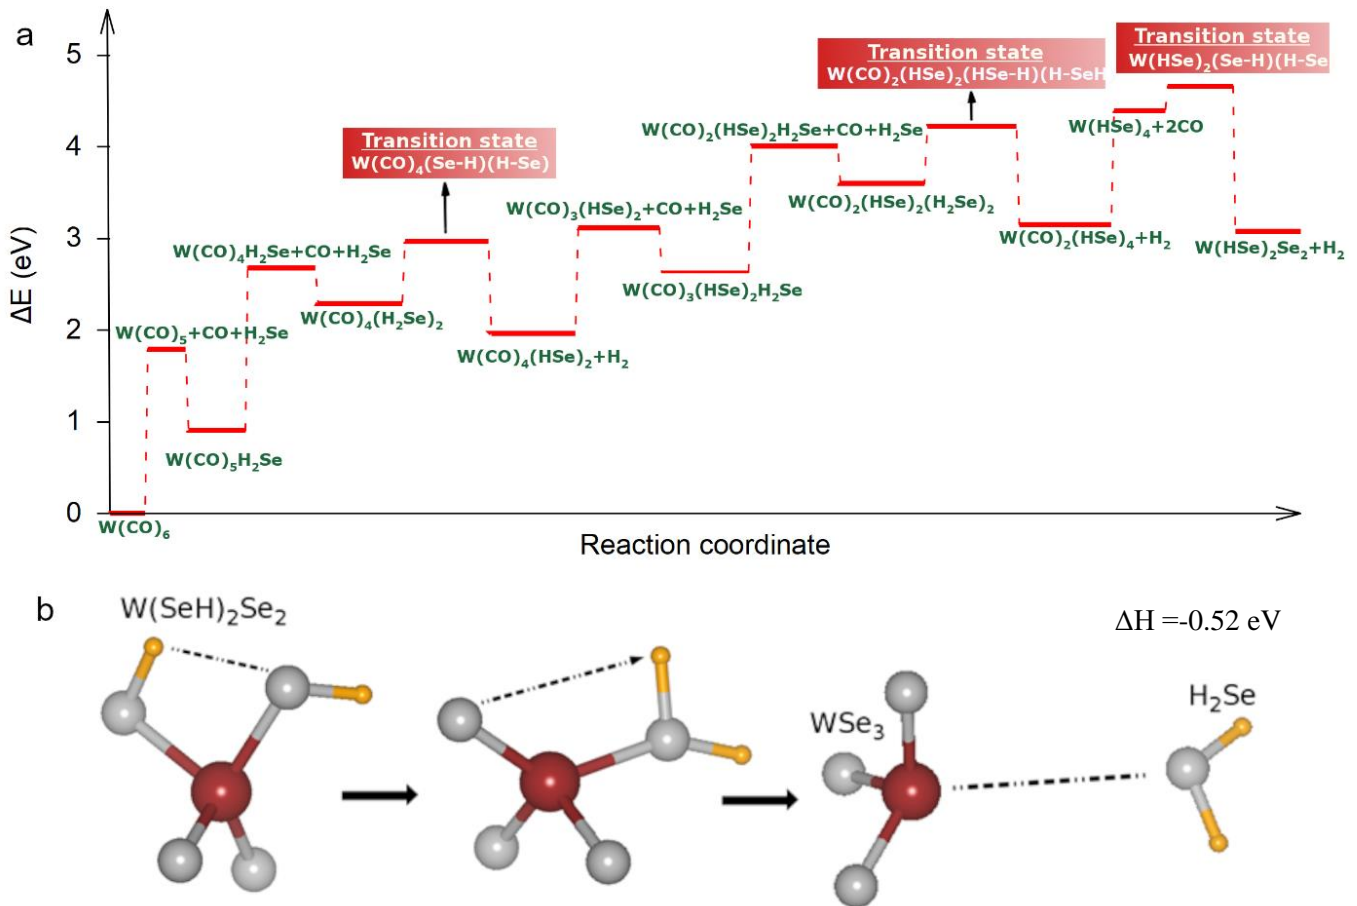 a
ΔE (eV)
5
4
3
2
1
0
W(CO)₆
W(CO)₅+CO+H₂Se
W(CO)₅H₂Se
W(CO)₄H₂Se+CO+H₂Se
W(CO)₄(H₂Se)₂
Transition state
W(CO)₄(Se-H)(H-Se)
W(CO)₄(HSe)₂+H₂
W(CO)₃(HSe)₂+CO+H₂Se
W(CO)₃(HSe)₂H₂Se
W(CO)₂(HSe)₂H₂Se+CO+H₂Se
W(CO)₂(HSe)₂(H₂Se)₂
Transition state
W(CO)₂(HSe)₂(HSe-H)(H-SeH
W(CO)₂(HSe)₄+H₂
W(HSe)₄+2CO
Transition state
W(HSe)₂(Se-H)(H-Se
W(HSe)₂Se₂+H₂
Reaction coordinate
b
W(SeH)₂Se₂
ΔH =-0.52 eV
WSe₃
H₂Se